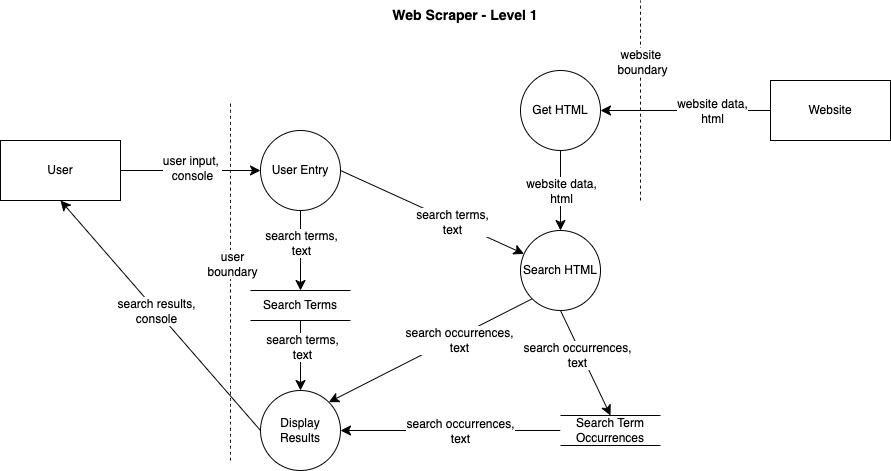 Web Scraper - Level 1
website
boundary
website data,
html
Website
Get HTML
user input,
console
User
User Entry
website data,
html
search terms,
text
search terms,
text
user
boundary
Search HTML
Search Terms
search results,
console
search terms,
text
search occurrences,
text
search occurrences,
text
Display
Results
search occurrences,
text
Search Term
Occurrences